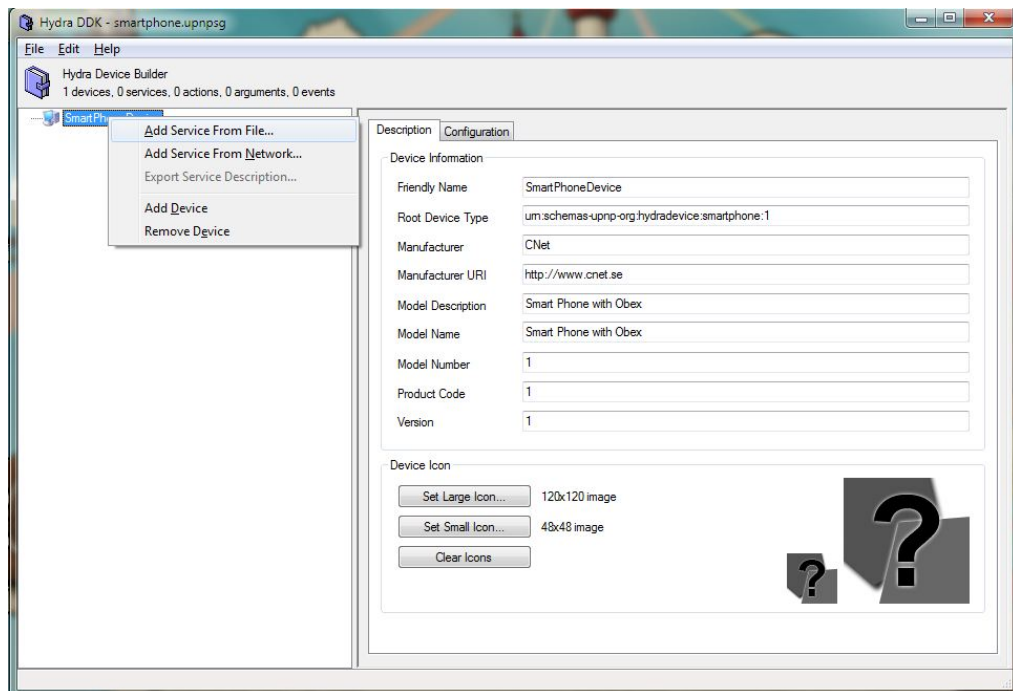 Hydra DDK - smartphone.upnpsg
File Edit Help
Hydra Device Builder
1 devices, 0 services, 0 actions, 0 arguments, 0 events
Add Service From File...
Add Service From Network...
Export Service Description...
Add Device
Remove Device
Description Configuration
Device Information
Friendly Name SmartPhoneDevice
Root Device Type urn:schemas-upnp-org:hydradevice:smartphone:1
Manufacturer CNet
Manufacturer URI http://www.cnet.se
Model Description Smart Phone with Obex
Model Name Smart Phone with Obex
Model Number 1
Product Code 1
Version 1
Device Icon
Set Large Icon... 120x120 image
Set Small Icon... 48x48 image
Clear Icons
? ?